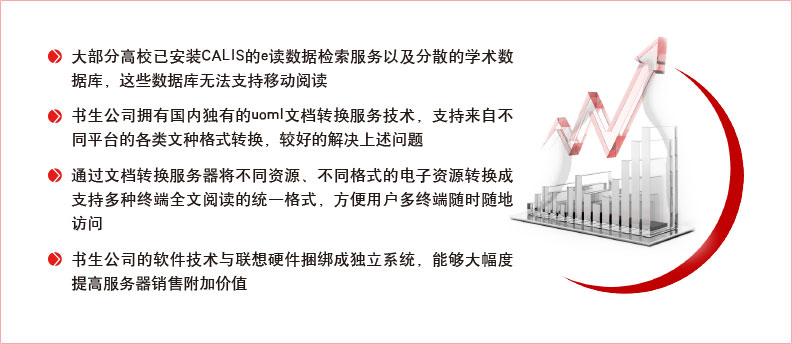 大部分高校已安装CALIS的e读数据检索服务以及分散的学术数
据库，这些数据库无法支持移动阅读
书生公司拥有国内独有的uoml文档转换服务技术，支持来自不
同平台的各类文种格式转换，较好的解决上述问题
通过文档转换服务器将不同资源、不同格式的电子资源转换成
支持多种终端全文阅读的统一格式，方便用户多终端随时随地
访问
书生公司的软件技术与联想硬件捆绑成独立系统，能够大幅度
提高服务器销售附加价值